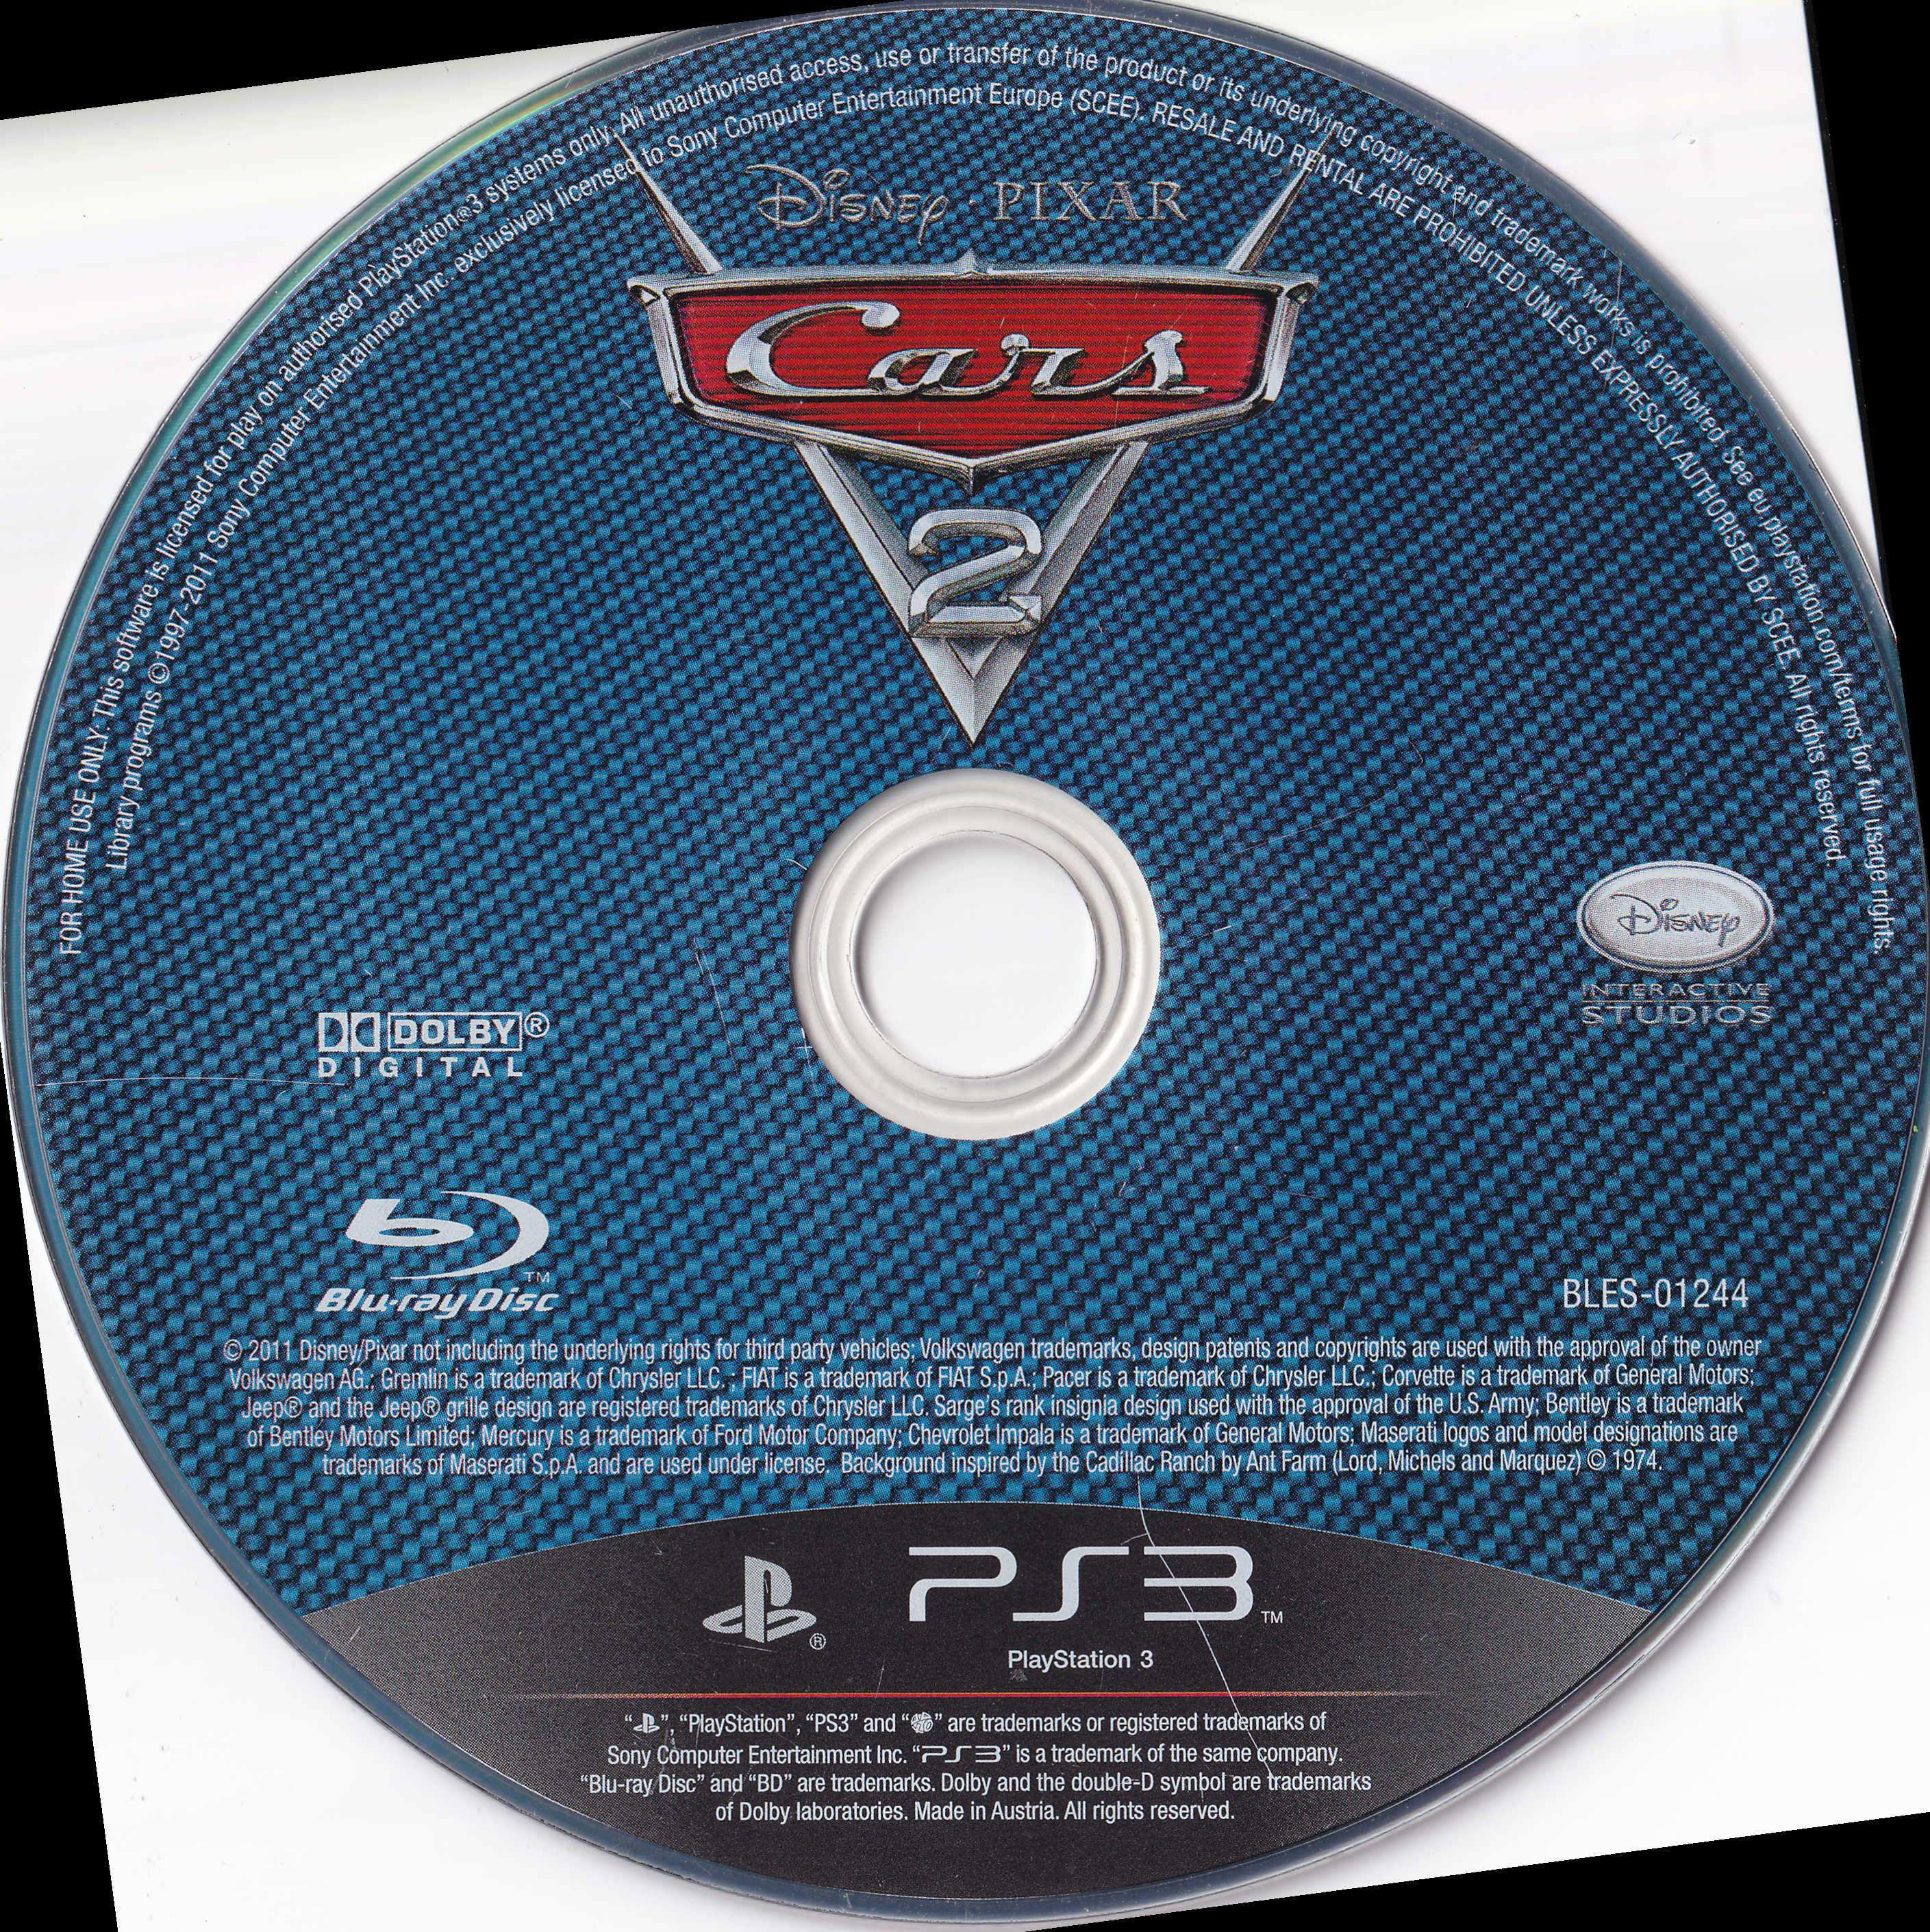 FOR HOME USE ONLY: This software is licensed for play on authorised PlayStation®3 systems only. All unauthorised access, use or transfer of the product or its underlying copyright and trademark works is prohibited. See eu.playstation.com/terms for full usage rights.
Library programs ©1997-2011 Sony Computer Entertainment Inc. exclusively licensed to Sony Computer Entertainment Europe (SCEE). RESALE AND RENTAL ARE PROHIBITED UNLESS EXPRESSLY AUTHORISED BY SCEE. All rights reserved.
DISNEY · PIXAR
Cars
2
DISNEY
INTERACTIVE
STUDIOS
DOLBY®
DIGITAL
Blu-ray Disc™
BLES-01244
© 2011 Disney/Pixar not including the underlying rights for third party vehicles; Volkswagen trademarks, design patents and copyrights are used with the approval of the owner
Volkswagen AG.; Gremlin is a trademark of Chrysler LLC. ; FIAT is a trademark of FIAT S.p.A.; Pacer is a trademark of Chrysler LLC.; Corvette is a trademark of General Motors;
Jeep® and the Jeep® grille design are registered trademarks of Chrysler LLC. Sarge's rank insignia design used with the approval of the U.S. Army; Bentley is a trademark
of Bentley Motors Limited; Mercury is a trademark of Ford Motor Company; Chevrolet Impala is a trademark of General Motors; Maserati logos and model designations are
trademarks of Maserati S.p.A. and are used under license. Background inspired by the Cadillac Ranch by Ant Farm (Lord, Michels and Marquez) © 1974.
® PS3™
PlayStation 3
“ ”, “PlayStation”, “PS3” and “ ” are trademarks or registered trademarks of
Sony Computer Entertainment Inc. “PS3” is a trademark of the same company.
“Blu-ray Disc” and “BD” are trademarks. Dolby and the double-D symbol are trademarks
of Dolby laboratories. Made in Austria. All rights reserved.